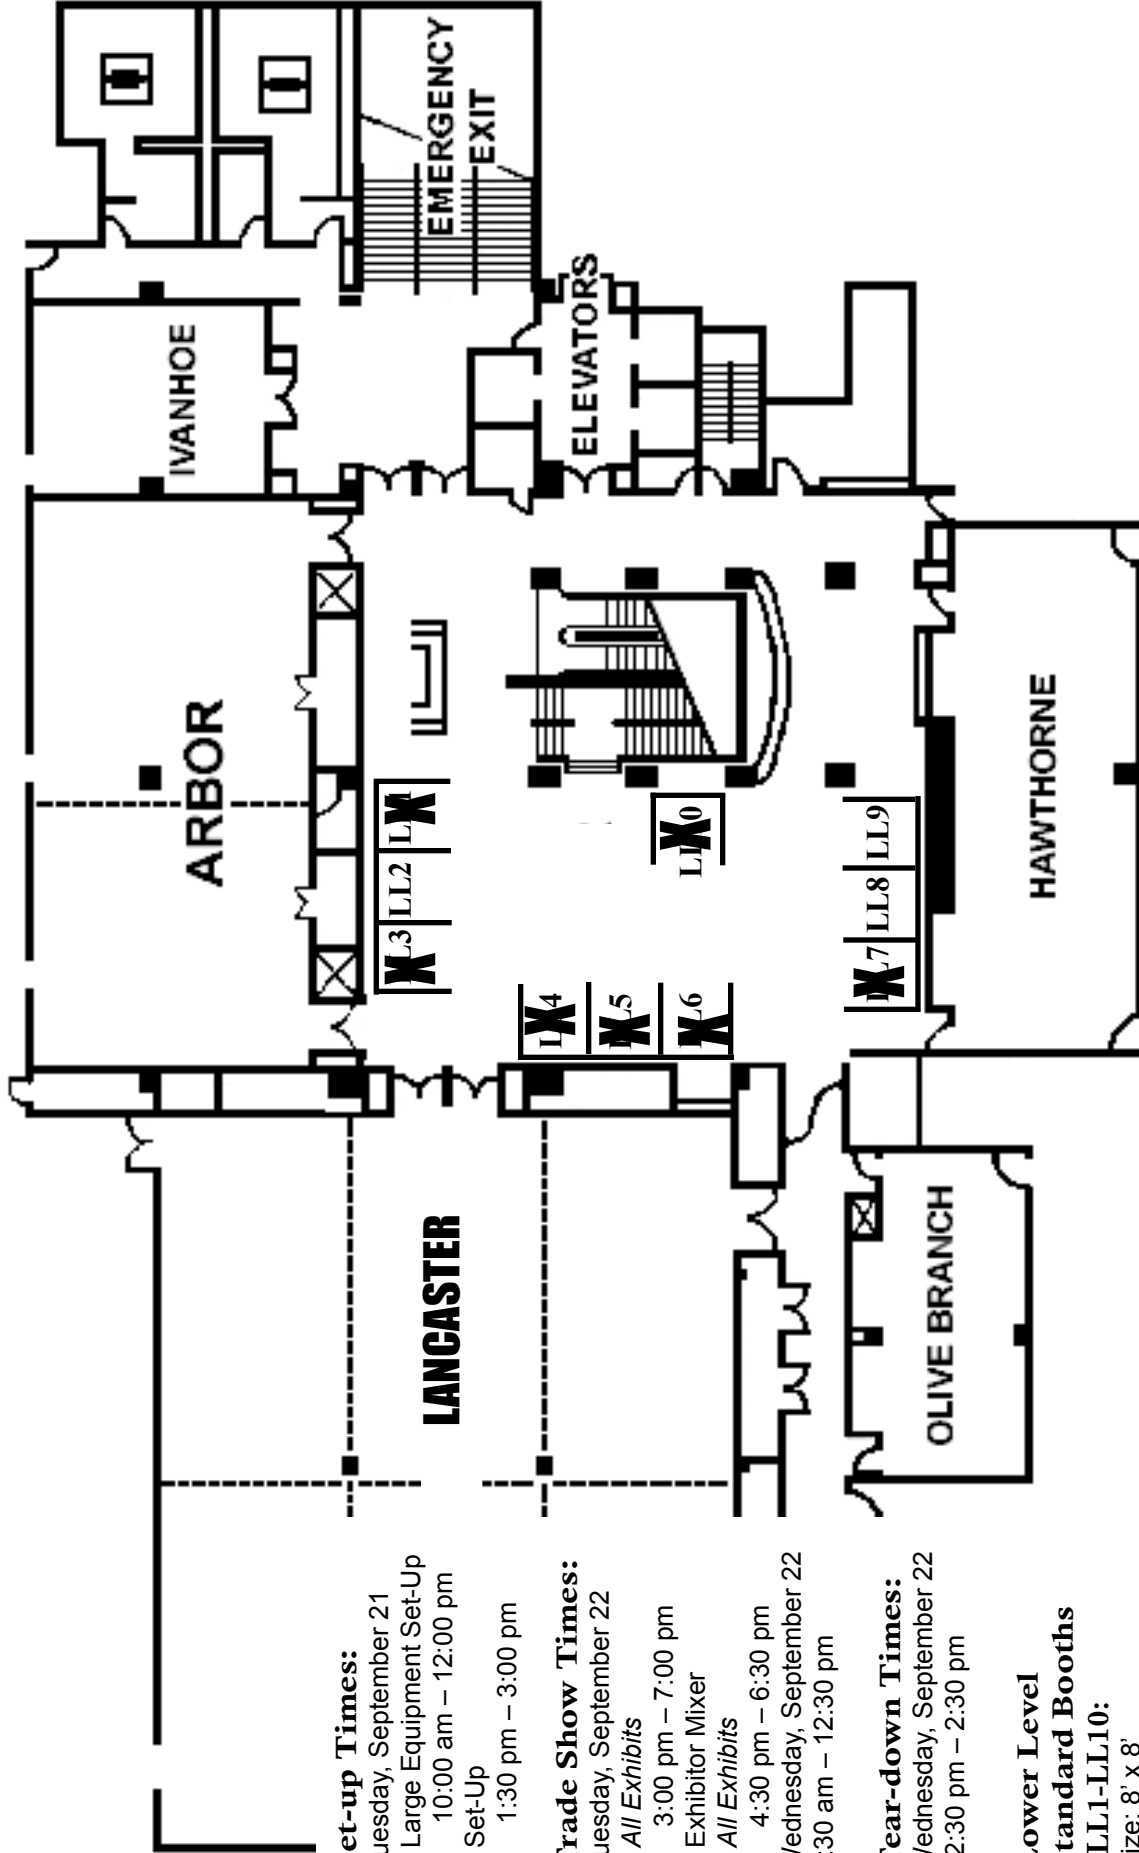 EMERGENCY
EXIT
IVANHOE
ELEVATORS
ARBOR
HAWTHORNE
LL2
LL9
LL8
LANCASTER
OLIVE BRANCH
et-up Times:
uesday, September 21
Large Equipment Set-Up
10:00 am – 12:00 pm
Set-Up
1:30 pm – 3:00 pm
rade Show Times:
uesday, September 22
All Exhibits
3:00 pm – 7:00 pm
Exhibitor Mixer
All Exhibits
4:30 pm – 6:30 pm
Wednesday, September 22
:30 am – 12:30 pm
ear-down Times:
Wednesday, September 22
2:30 pm – 2:30 pm
ower Level
tandard Booths
LL1-LL10:
ize: 8' x 8'